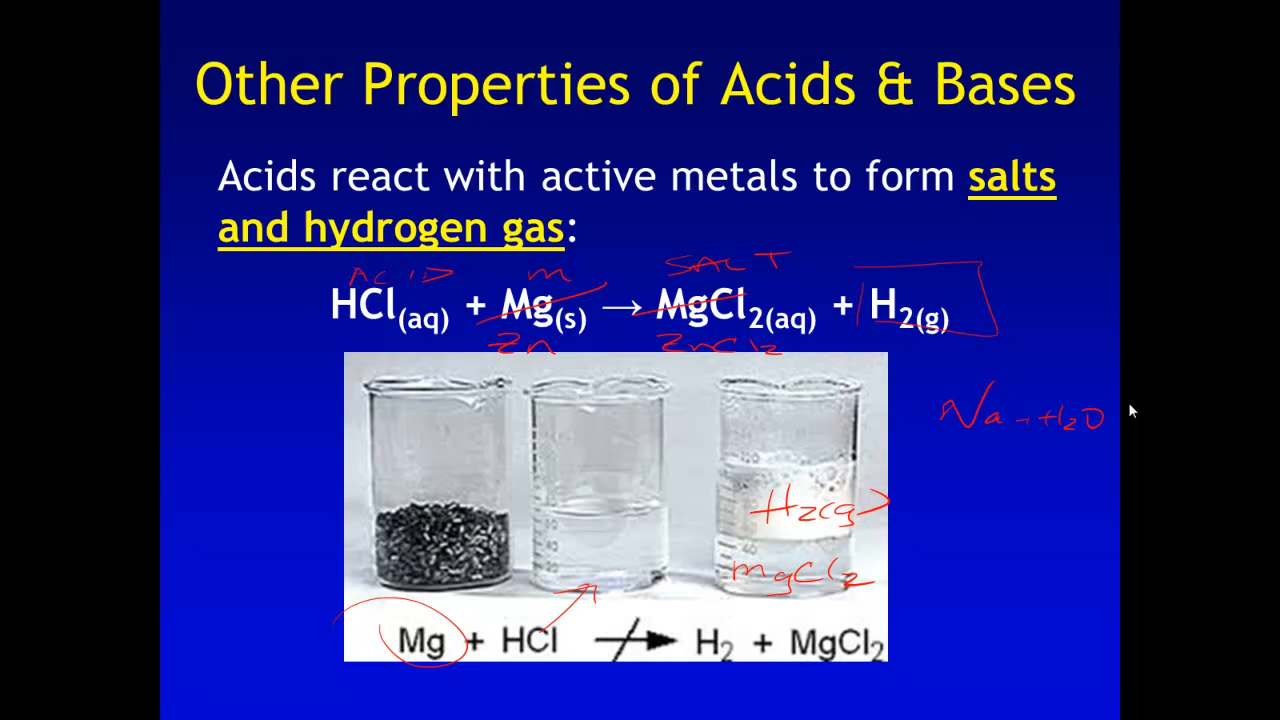 Other Properties of Acids & Bases
Acids react with active metals to form salts
and hydrogen gas:
ACID m SALT
HCl(aq) + Mg(s) → MgCl2(aq) + H2(g)
Zn ZnCl2
Na + H2O
H2(g)
MgCl2
Mg + HCl → H2 + MgCl2